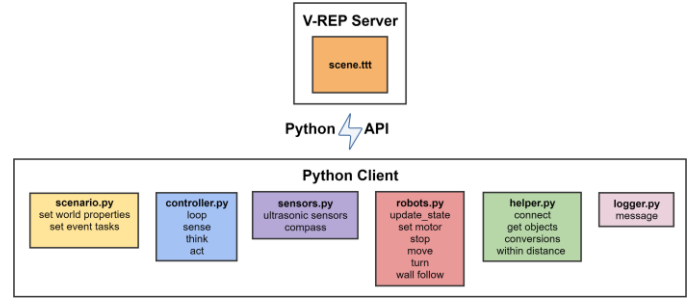 V-REP Server
scene.ttt
Python API
Python Client
scenario.py
set world properties
set event tasks
controller.py
loop
sense
think
act
sensors.py
ultrasonic sensors
compass
robots.py
update_state
set motor
stop
move
turn
wall follow
helper.py
connect
get objects
conversions
within distance
logger.py
message